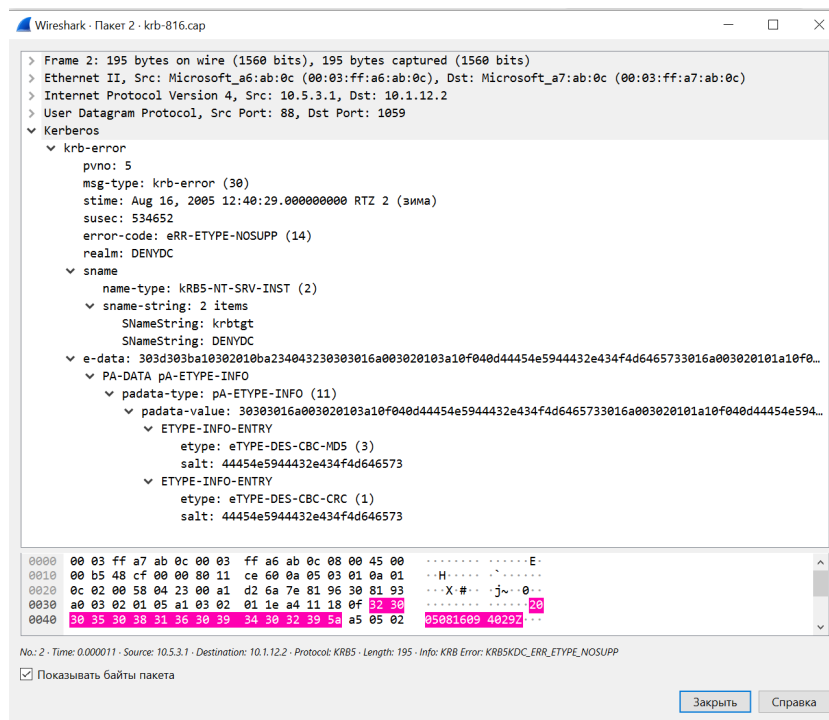 Wireshark · Пакет 2 · krb-816.cap
Frame 2: 195 bytes on wire (1560 bits), 195 bytes captured (1560 bits)
Ethernet II, Src: Microsoft_a6:ab:0c (00:03:ff:a6:ab:0c), Dst: Microsoft_a7:ab:0c (00:03:ff:a7:ab:0c)
Internet Protocol Version 4, Src: 10.5.3.1, Dst: 10.1.12.2
User Datagram Protocol, Src Port: 88, Dst Port: 1059
Kerberos
krb-error
pvno: 5
msg-type: krb-error (30)
stime: Aug 16, 2005 12:40:29.000000000 RTZ 2 (зима)
susec: 534652
error-code: eRR-ETYPE-NOSUPP (14)
realm: DENYDC
sname
name-type: kRB5-NT-SRV-INST (2)
sname-string: 2 items
SNameString: krbtgt
SNameString: DENYDC
e-data: 303d303ba10302010ba234043230303016a003020103a10f040d44454e5944432e434f4d6465733016a003020101a10f0…
PA-DATA pA-ETYPE-INFO
padata-type: pA-ETYPE-INFO (11)
padata-value: 30303016a003020103a10f040d44454e5944432e434f4d6465733016a003020101a10f040d44454e594…
ETYPE-INFO-ENTRY
etype: eTYPE-DES-CBC-MD5 (3)
salt: 44454e5944432e434f4d646573
ETYPE-INFO-ENTRY
etype: eTYPE-DES-CBC-CRC (1)
salt: 44454e5944432e434f4d646573
0000 00 03 ff a7 ab 0c 00 03 ff a6 ab 0c 08 00 45 00 ········ ······E·
0010 00 b5 48 cf 00 00 80 11 ce 60 0a 05 03 01 0a 01 ··H····· ·`······
0020 0c 02 00 58 04 23 00 a1 d2 6a 7e 81 96 30 81 93 ···X·#·· ·j~··0··
0030 a0 03 02 01 05 a1 03 02 01 1e a4 11 18 0f 32 30 ········ ······20
0040 30 35 30 38 31 36 30 39 34 30 32 39 5a a5 05 02 05081609 4029Z···
No.: 2 · Time: 0.000011 · Source: 10.5.3.1 · Destination: 10.1.12.2 · Protocol: KRB5 · Length: 195 · Info: KRB Error: KRB5KDC_ERR_ETYPE_NOSUPP
Показывать байты пакета
Закрыть Справка